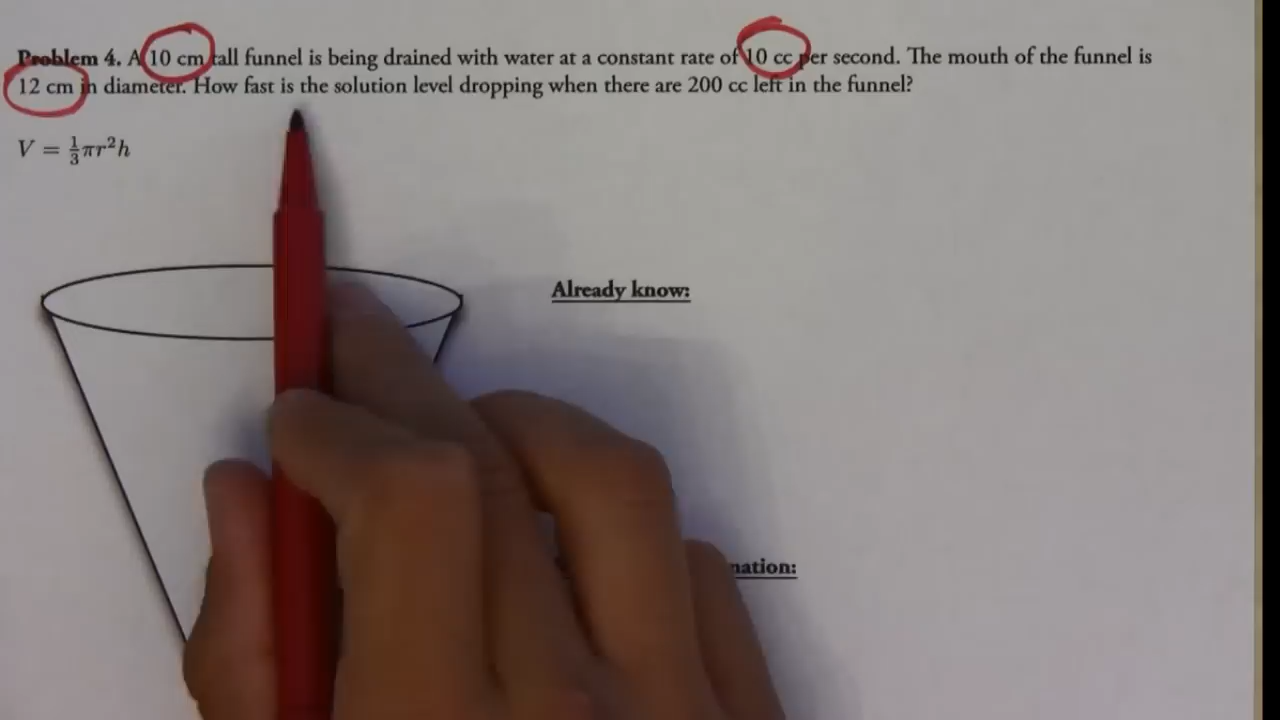 Problem 4. A 10 cm tall funnel is being drained with water at a constant rate of 10 cc per second. The mouth of the funnel is
12 cm in diameter. How fast is the solution level dropping when there are 200 cc left in the funnel?
V = 1/3 πr²h
Already know: